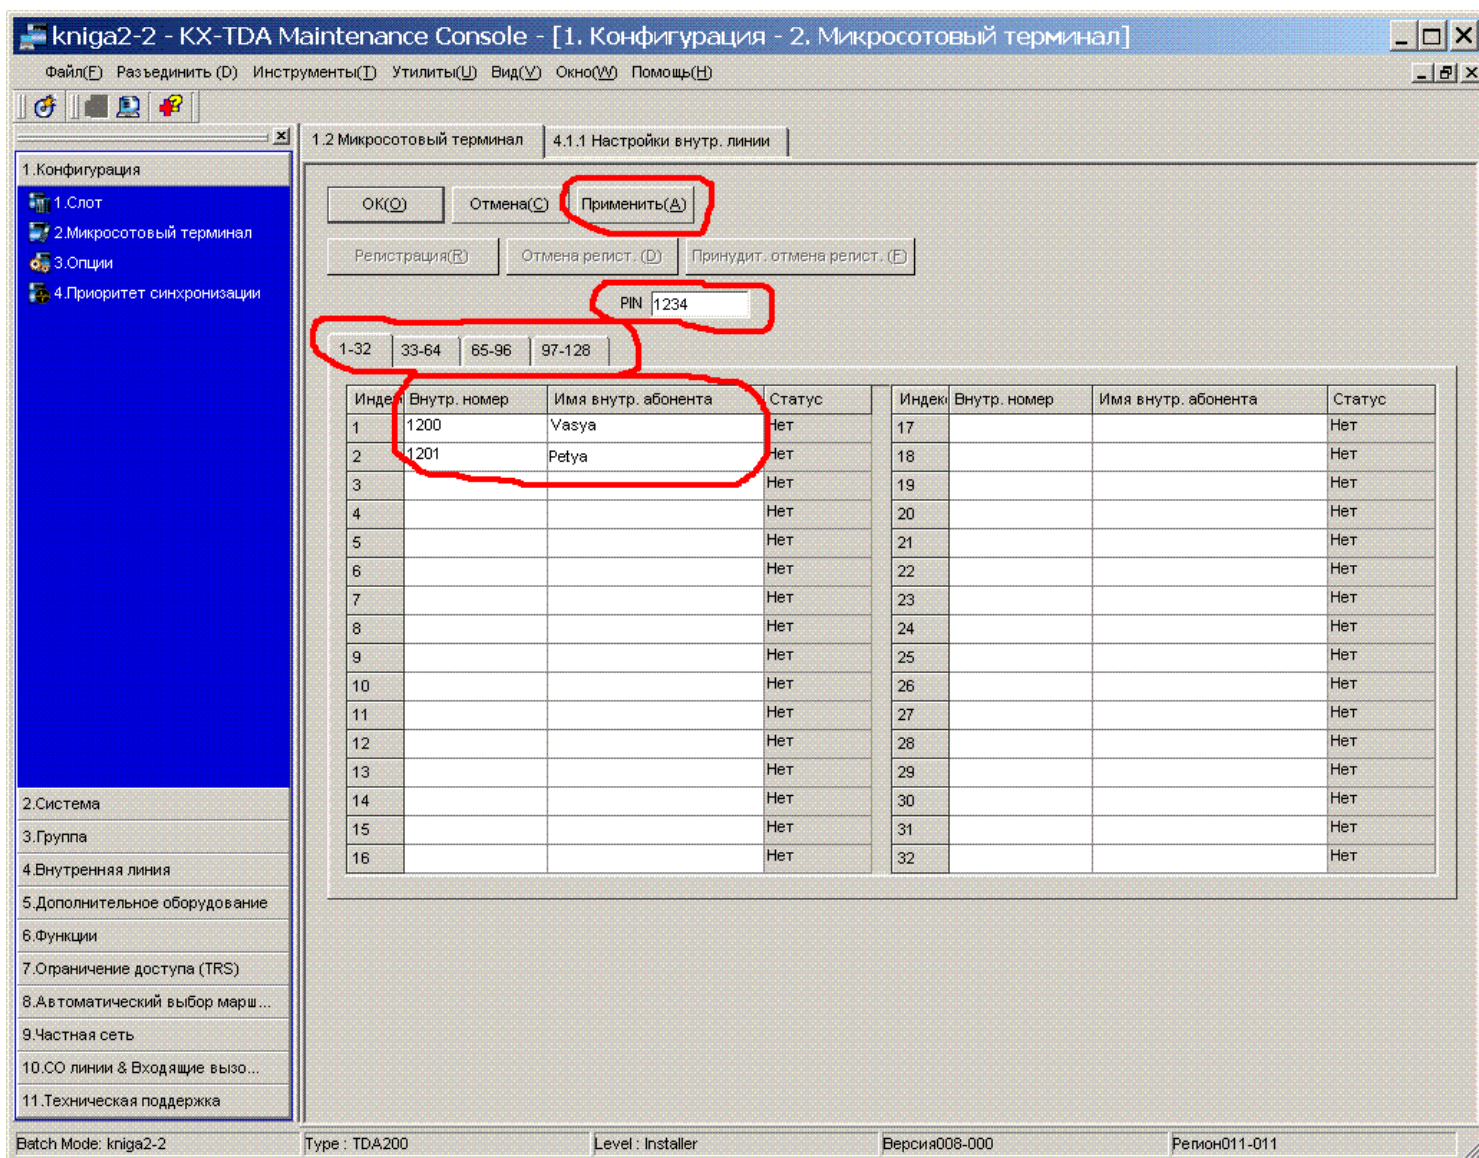 kniga2-2 - KX-TDA Maintenance Console - [1. Конфигурация - 2. Микросотовый терминал]
Файл(F) Разъединить (D) Инструменты(T) Утилиты(U) Вид(V) Окно(W) Помощь(H)
1.2 Микросотовый терминал 4.1.1 Настройки внутр. линии
1.Конфигурация
1.Слот
2.Микросотовый терминал
3.Опции
4.Приоритет синхронизации
2.Система
3.Группа
4.Внутренняя линия
5.Дополнительное оборудование
6.Функции
7.Ограничение доступа (TRS)
8.Автоматический выбор марш...
9.Частная сеть
10.CO линии & Входящие вызо...
11.Техническая поддержка
OK(O) Отмена(C) Применить(A)
Регистрация(R) Отмена регист. (D) Принудит. отмена регист. (F)
PIN 1234
1-32 33-64 65-96 97-128
Индек Внутр. номер Имя внутр. абонента Статус Индек Внутр. номер Имя внутр. абонента Статус
1 1200 Vasya Нет 17 Нет
2 1201 Petya Нет 18 Нет
3 Нет 19 Нет
4 Нет 20 Нет
5 Нет 21 Нет
6 Нет 22 Нет
7 Нет 23 Нет
8 Нет 24 Нет
9 Нет 25 Нет
10 Нет 26 Нет
11 Нет 27 Нет
12 Нет 28 Нет
13 Нет 29 Нет
14 Нет 30 Нет
15 Нет 31 Нет
16 Нет 32 Нет
Batch Mode: kniga2-2 Type : TDA200 Level : Installer Версия008-000 Регион011-011